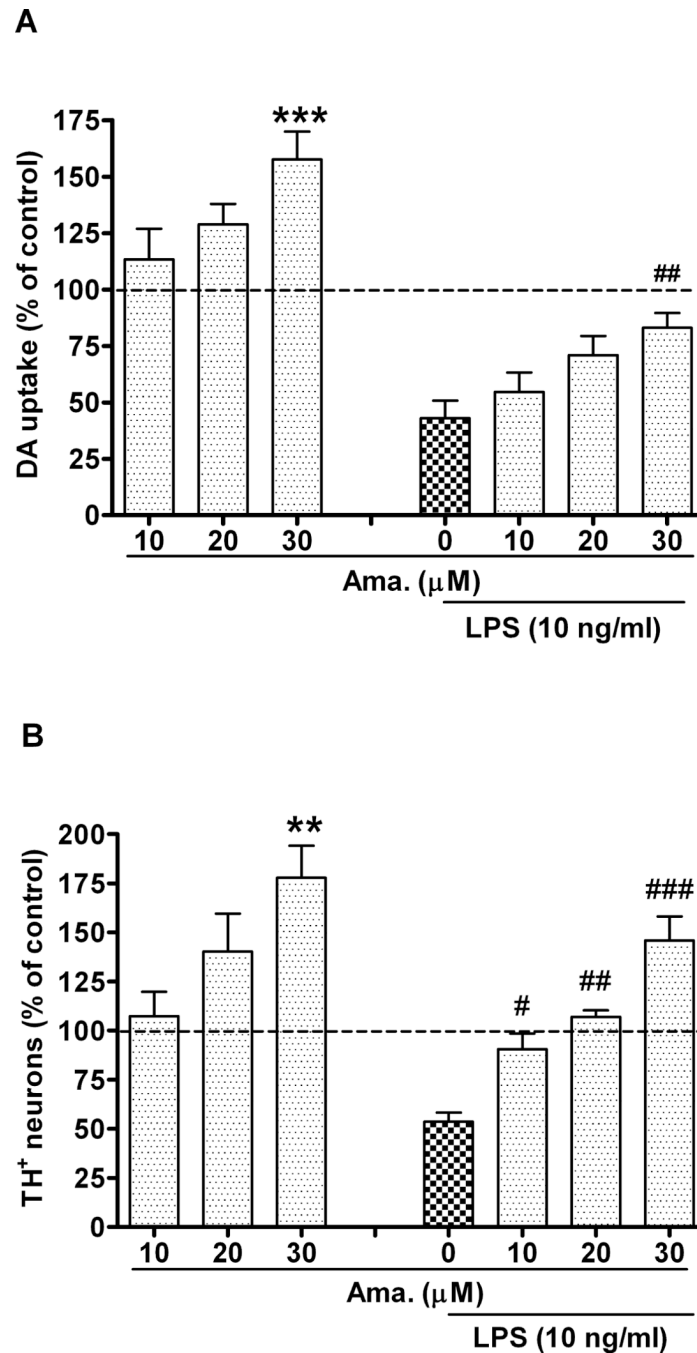 A
DA uptake (% of control)
175
150
125
100
75
50
25
0
***
##
10 20 30 0 10 20 30
Ama. (μM)
LPS (10 ng/ml)
B
TH⁺ neurons (% of control)
200
175
150
125
100
75
50
25
0
**
#
##
###
10 20 30 0 10 20 30
Ama. (μM)
LPS (10 ng/ml)